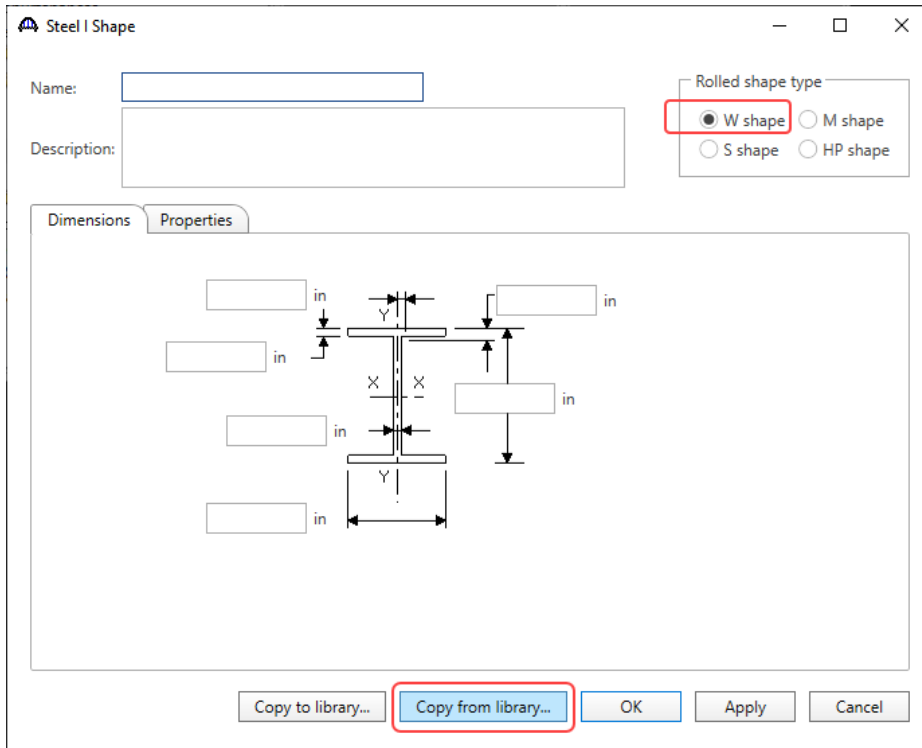 Steel I Shape
Name:
Rolled shape type
W shape M shape
Description:
S shape HP shape
Dimensions Properties
in
Y
in
in
X X
in
in
Y
in
Copy to library... Copy from library... OK Apply Cancel